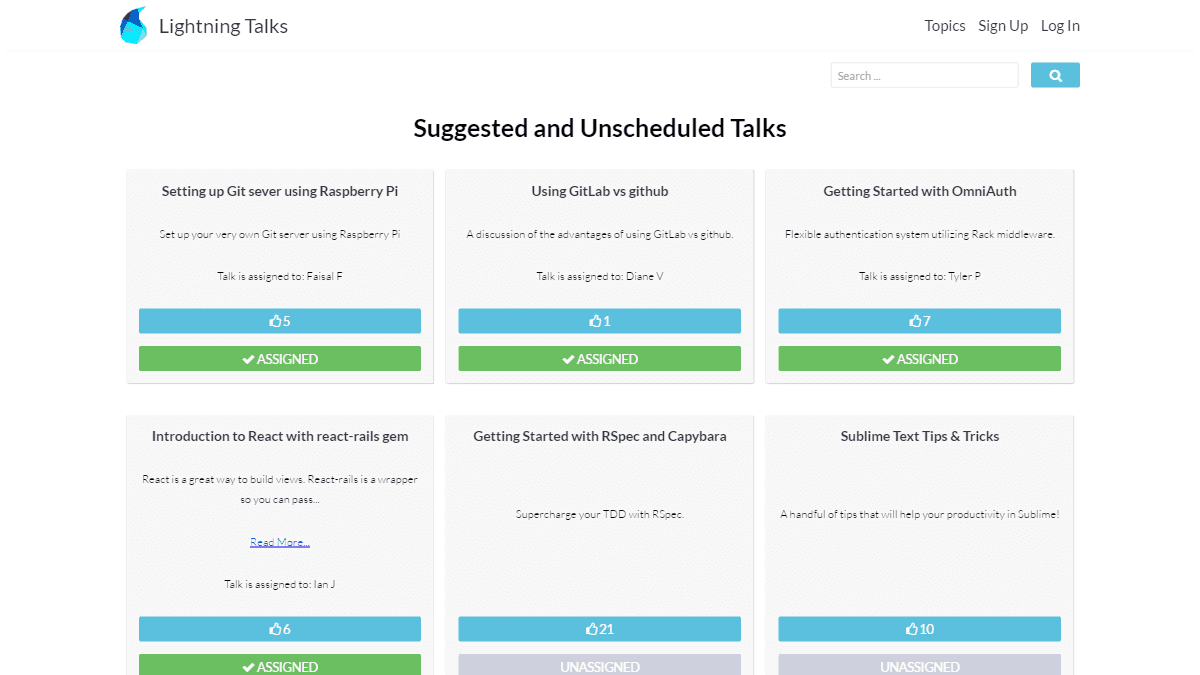 Lightning Talks
Topics Sign Up Log In
Search ...
Suggested and Unscheduled Talks
Setting up Git sever using Raspberry Pi
Set up your very own Git server using Raspberry Pi
Talk is assigned to: Faisal F
5
ASSIGNED
Using GitLab vs github
A discussion of the advantages of using GitLab vs github.
Talk is assigned to: Diane V
1
ASSIGNED
Getting Started with OmniAuth
Flexible authentication system utilizing Rack middleware.
Talk is assigned to: Tyler P
7
ASSIGNED
Introduction to React with react-rails gem
React is a great way to build views. React-rails is a wrapper
so you can pass...
Read More...
Talk is assigned to: Ian J
6
ASSIGNED
Getting Started with RSpec and Capybara
Supercharge your TDD with RSpec.
21
UNASSIGNED
Sublime Text Tips & Tricks
A handful of tips that will help your productivity in Sublime!
10
UNASSIGNED